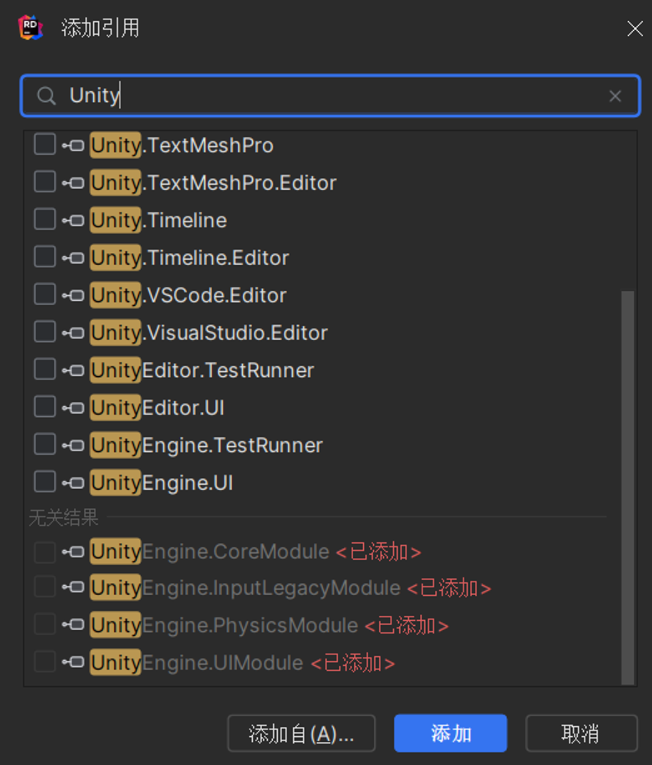 RD 添加引用
Unity
Unity.TextMeshPro
Unity.TextMeshPro.Editor
Unity.Timeline
Unity.Timeline.Editor
Unity.VSCode.Editor
Unity.VisualStudio.Editor
UnityEditor.TestRunner
UnityEditor.UI
UnityEngine.TestRunner
UnityEngine.UI
无关结果
UnityEngine.CoreModule <已添加>
UnityEngine.InputLegacyModule <已添加>
UnityEngine.PhysicsModule <已添加>
UnityEngine.UIModule <已添加>
添加自(A)... 添加 取消